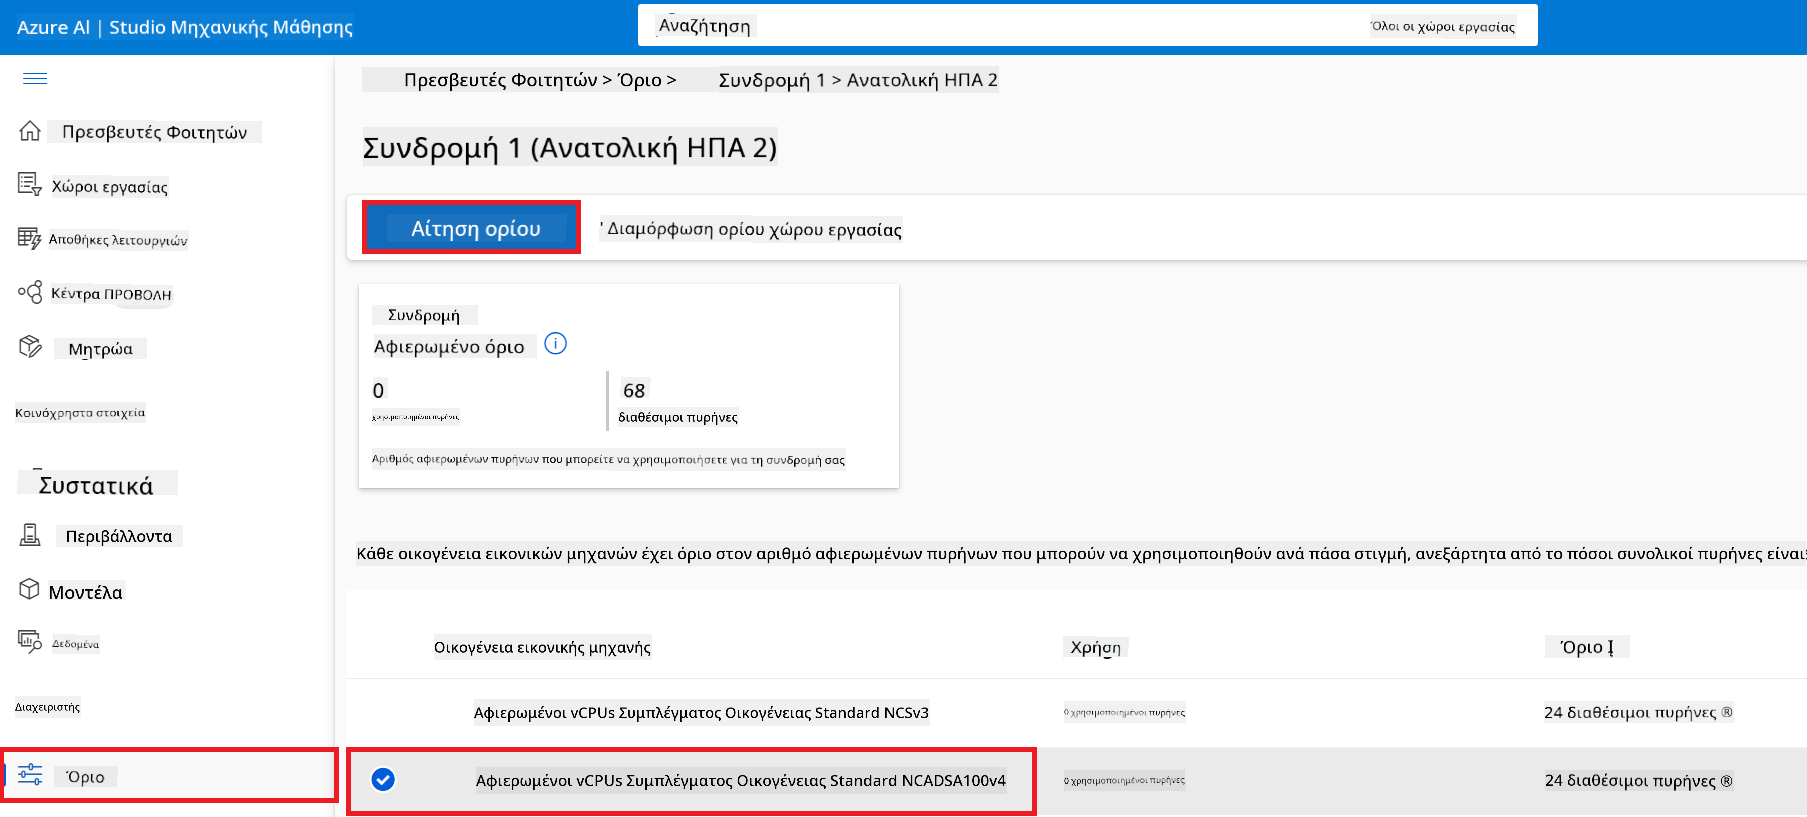 Azure AI | Studio Μηχανικής Μάθησης
Αναζήτηση
Όλοι οι χώροι εργασίας
Πρεσβευτές Φοιτητών > Όριο > Συνδρομή 1 > Ανατολική ΗΠΑ 2
Πρεσβευτές Φοιτητών
Χώροι εργασίας
Αποθήκες λειτουργιών
Κέντρα ΠΡΟΒΟΛΗ
Μητρώα
Κοινόχρηστα στοιχεία
Συστατικά
Περιβάλλοντα
Μοντέλα
Δεδομένα
Διαχειριστής
Όριο
Συνδρομή 1 (Ανατολική ΗΠΑ 2)
Αίτηση ορίου
' Διαμόρφωση ορίου χώρου εργασίας
Συνδρομή
Αφιερωμένο όριο
0
χρησιμοποιημένοι πυρήνες
68
διαθέσιμοι πυρήνες
Αριθμός αφιερωμένων πυρήνων που μπορείτε να χρησιμοποιήσετε για τη συνδρομή σας
Κάθε οικογένεια εικονικών μηχανών έχει όριο στον αριθμό αφιερωμένων πυρήνων που μπορούν να χρησιμοποιηθούν ανά πάσα στιγμή, ανεξάρτητα από το πόσοι συνολικοί πυρήνες είναι
Οικογένεια εικονικής μηχανής Χρήση Όριο
Αφιερωμένοι vCPUs Συμπλέγματος Οικογένειας Standard NCSv3 0 χρησιμοποιημένοι πυρήνες 24 διαθέσιμοι πυρήνες ®
Αφιερωμένοι vCPUs Συμπλέγματος Οικογένειας Standard NCADSA100v4 0 χρησιμοποιημένοι πυρήνες 24 διαθέσιμοι πυρήνες ®